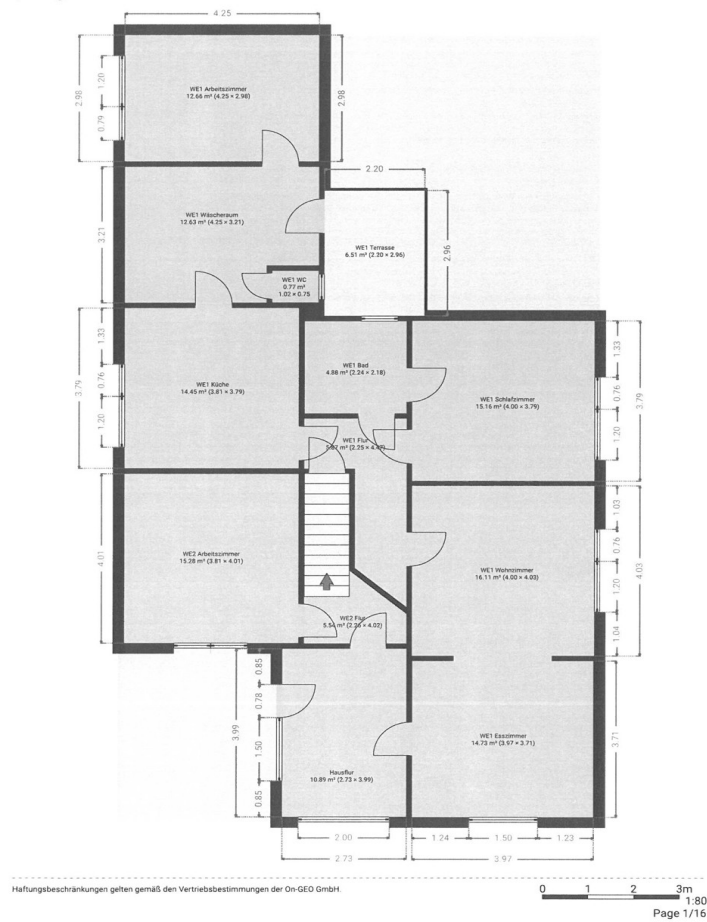 4.25
WE1 Arbeitszimmer
12.66 m² (4.25 × 2.98)
2.98
1.20
0.79
2.98
2.20
WE1 Wäscheraum
12.63 m² (4.25 × 3.21)
3.21
WE1 Terrasse
6.51 m² (2.20 × 2.96)
2.96
WE1 WC
0.77 m²
1.02 × 0.75
1.33
0.76
1.20
3.79
WE1 Küche
14.45 m² (3.81 × 3.79)
WE1 Bad
4.88 m² (2.24 × 2.18)
WE1 Schlafzimmer
15.16 m² (4.00 × 3.79)
1.33
0.76
1.20
3.79
WE1 Flur
(2.25 ×
WE2 Arbeitszimmer
15.28 m² (3.81 × 4.01)
4.01
WE1 Wohnzimmer
16.11 m² (4.00 × 4.03)
1.03
0.76
1.20
1.04
4.03
WE2 Flur
m² (2.26 × 4.02)
0.85
0.78
1.50
0.85
3.99
Hausflur
10.89 m² (2.73 × 3.99)
WE1 Esszimmer
14.73 m² (3.97 × 3.71)
3.71
2.00
2.73
1.24
1.50
1.23
3.97
Haftungsbeschränkungen gelten gemäß den Vertriebsbestimmungen der On-GEO GmbH.
0 1 2 3m
1:80
Page 1/16